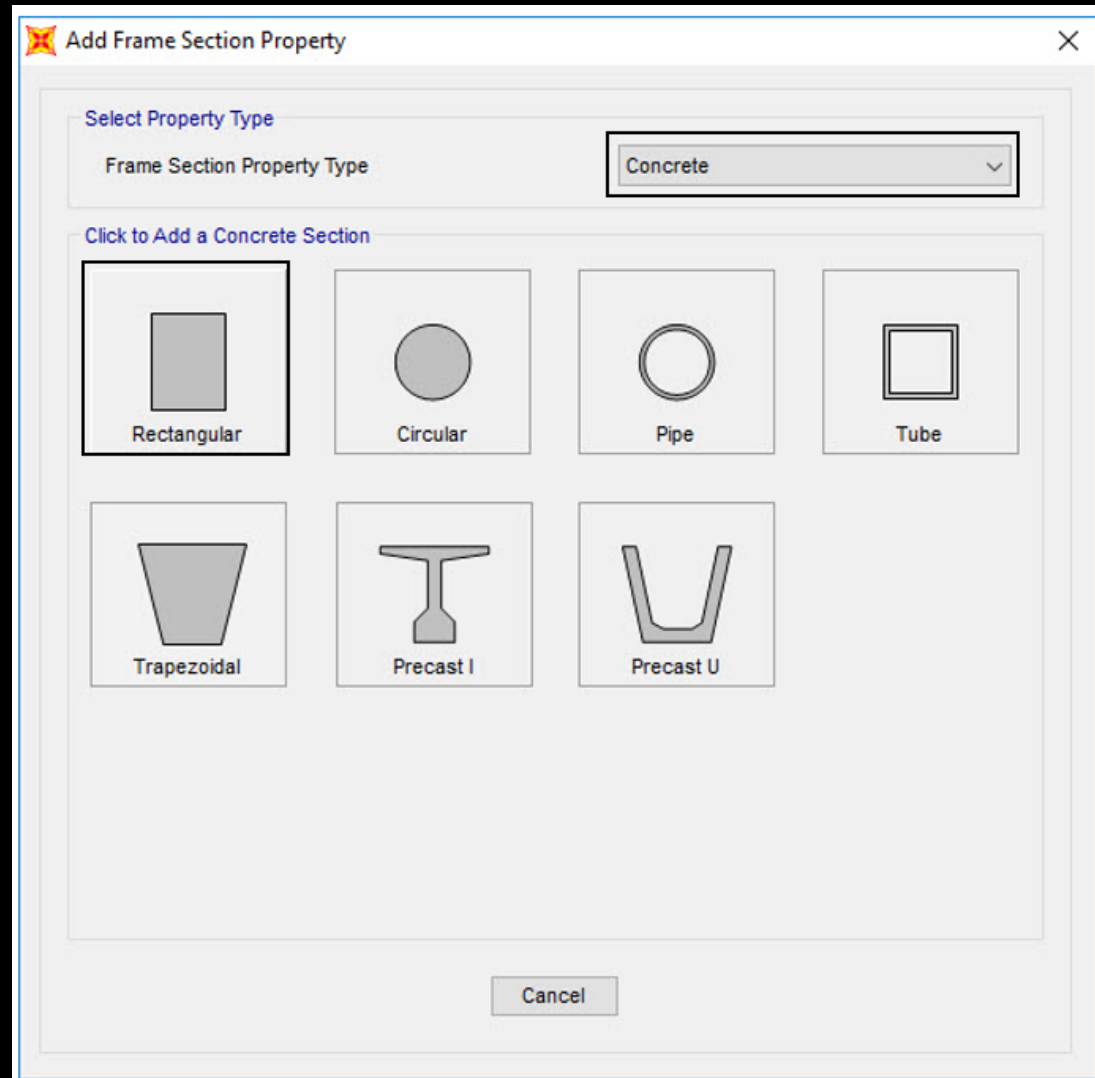 Add Frame Section Property
Select Property Type
Frame Section Property Type
Concrete
Click to Add a Concrete Section
Rectangular
Circular
Pipe
Tube
Trapezoidal
Precast I
Precast U
Cancel